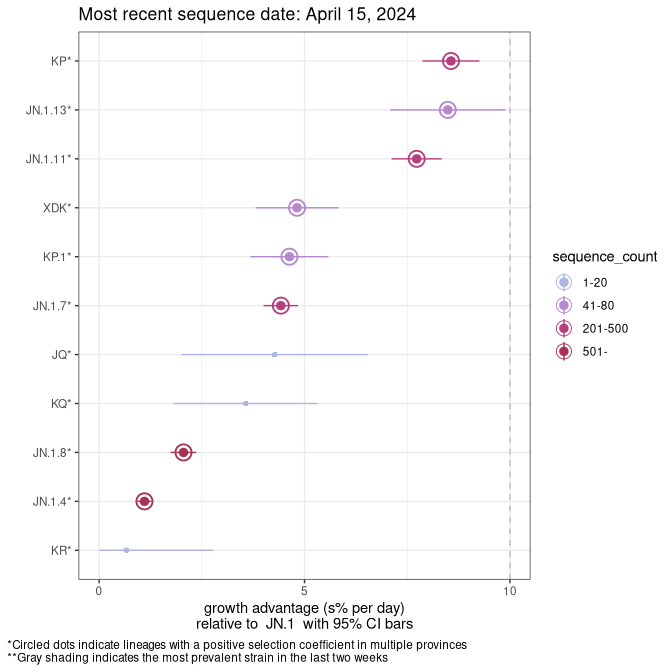 Most recent sequence date: April 15, 2024
KP*
JN.1.13*
JN.1.11*
XDK*
KP.1*
JN.1.7*
JQ*
KQ*
JN.1.8*
JN.1.4*
KR*
0 5 10
growth advantage (s% per day)
relative to JN.1 with 95% CI bars
sequence_count
1-20
41-80
201-500
501-
*Circled dots indicate lineages with a positive selection coefficient in multiple provinces
**Gray shading indicates the most prevalent strain in the last two weeks